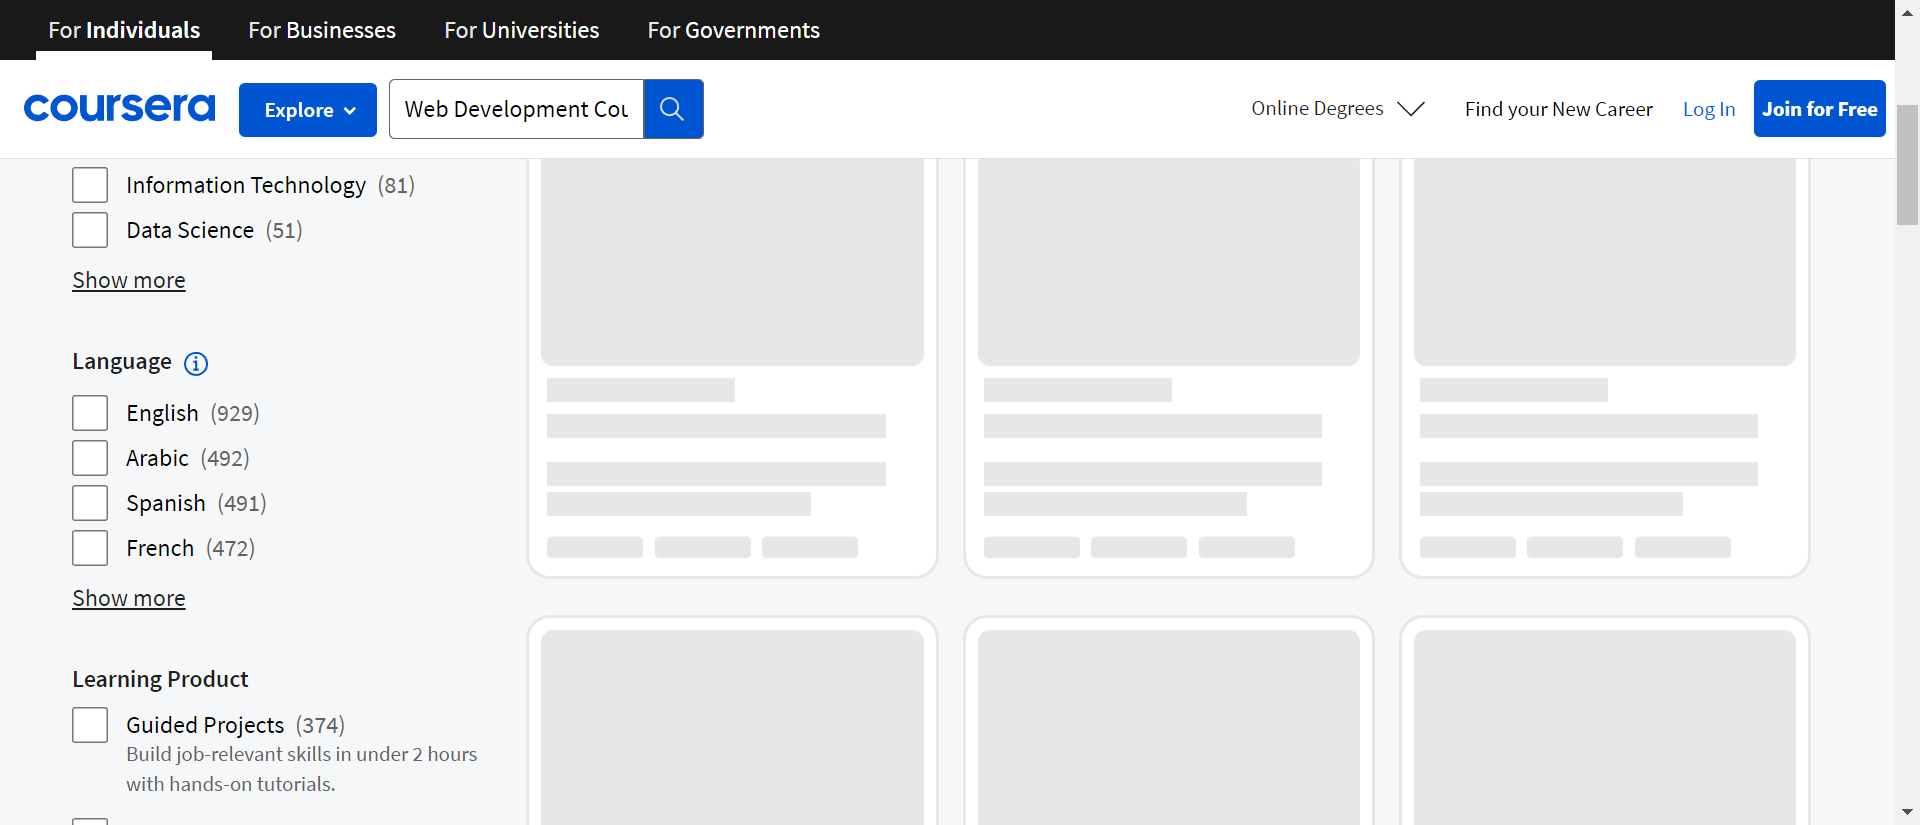 For Individuals For Businesses For Universities For Governments
coursera Explore Web Development Cou Online Degrees Find your New Career Log In Join for Free
Information Technology (81)
Data Science (51)
Show more
Language
English (929)
Arabic (492)
Spanish (491)
French (472)
Show more
Learning Product
Guided Projects (374)
Build job-relevant skills in under 2 hours
with hands-on tutorials.